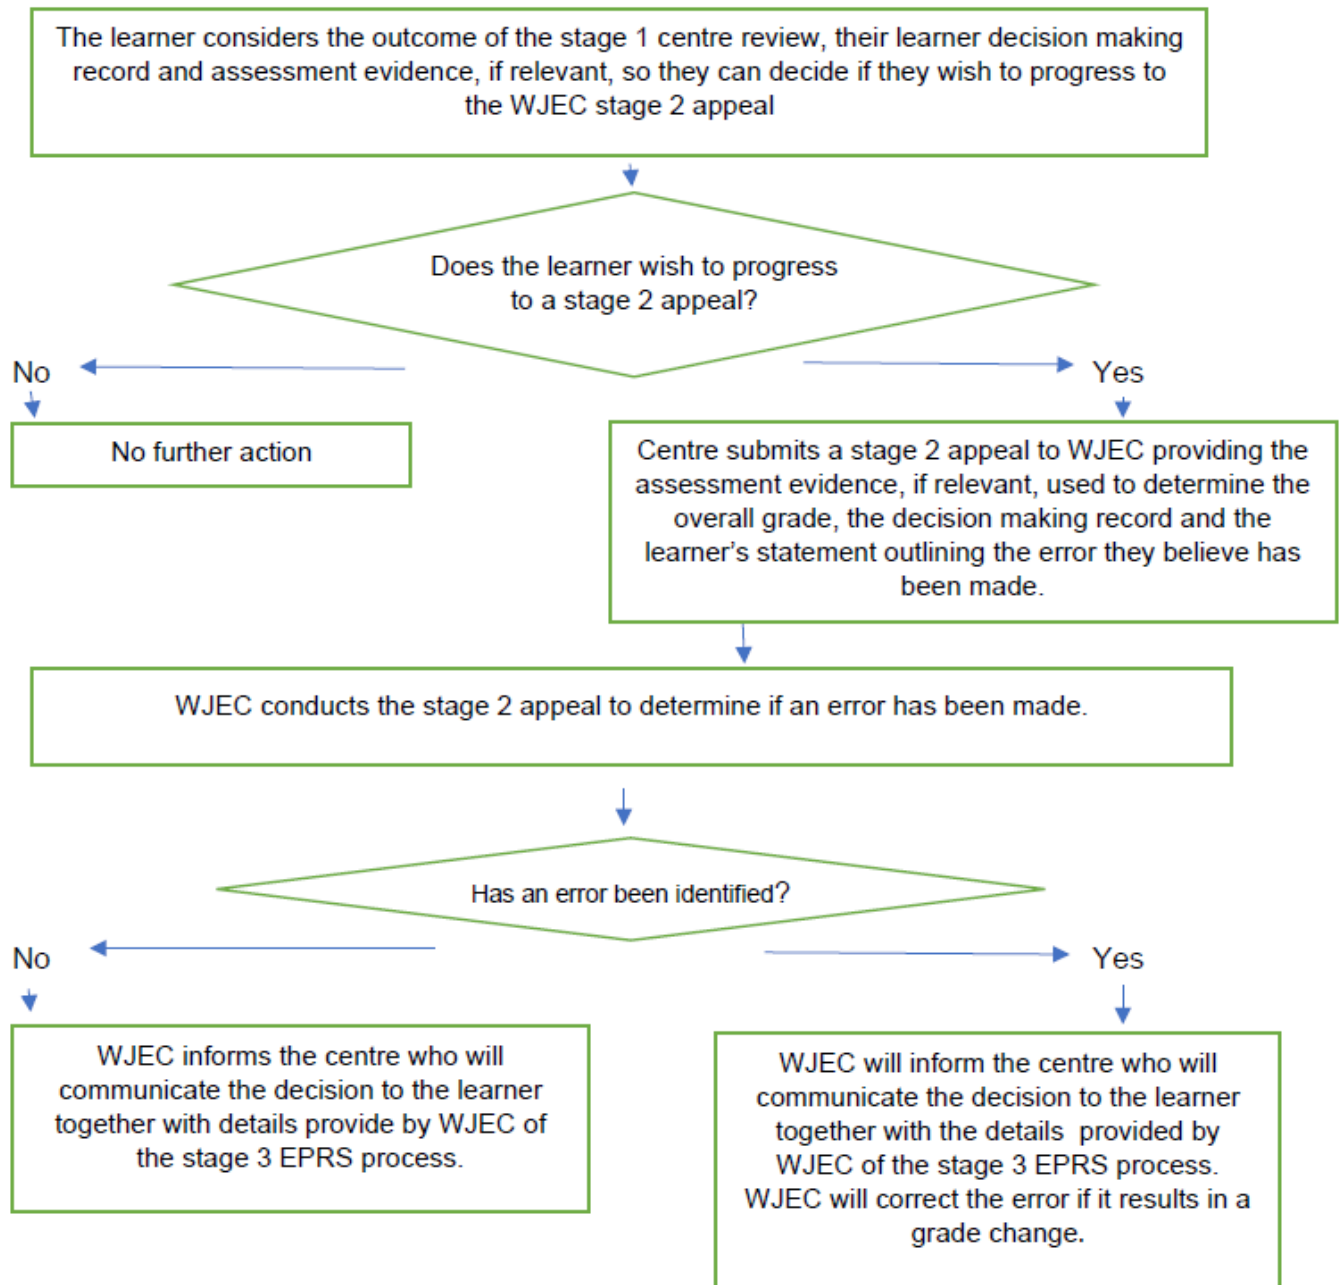 The learner considers the outcome of the stage 1 centre review, their learner decision making
record and assessment evidence, if relevant, so they can decide if they wish to progress to
the WJEC stage 2 appeal
Does the learner wish to progress
to a stage 2 appeal?
No
Yes
No further action
Centre submits a stage 2 appeal to WJEC providing the
assessment evidence, if relevant, used to determine the
overall grade, the decision making record and the
learner’s statement outlining the error they believe has
been made.
WJEC conducts the stage 2 appeal to determine if an error has been made.
Has an error been identified?
No
Yes
WJEC informs the centre who will
communicate the decision to the learner
together with details provide by WJEC of
the stage 3 EPRS process.
WJEC will inform the centre who will
communicate the decision to the learner
together with the details provided by
WJEC of the stage 3 EPRS process.
WJEC will correct the error if it results in a
grade change.